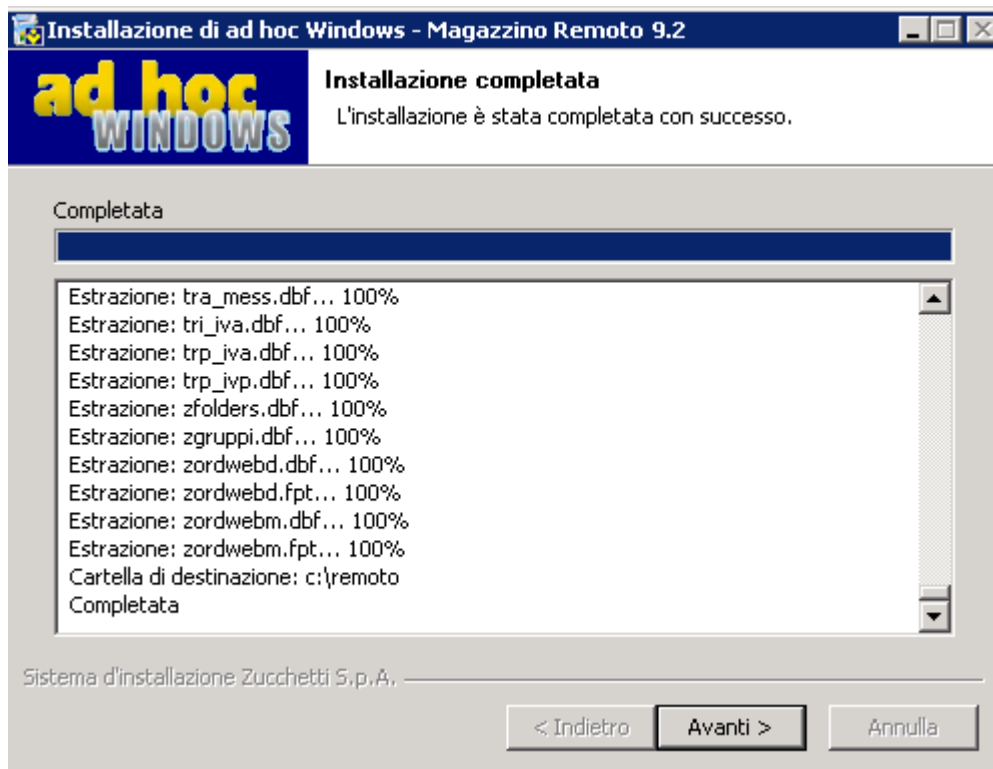 Installazione di ad hoc Windows - Magazzino Remoto 9.2
ad hoc
WINDOWS
Installazione completata
L'installazione è stata completata con successo.
Completata
Estrazione: tra_mess.dbf... 100%
Estrazione: tri_iva.dbf... 100%
Estrazione: trp_iva.dbf... 100%
Estrazione: trp_ivp.dbf... 100%
Estrazione: zfolders.dbf... 100%
Estrazione: zgruppi.dbf... 100%
Estrazione: zordwebd.dbf... 100%
Estrazione: zordwebd.fpt... 100%
Estrazione: zordwebm.dbf... 100%
Estrazione: zordwebm.fpt... 100%
Cartella di destinazione: c:\remoto
Completata
Sistema d'installazione Zucchetti S.p.A.
< Indietro Avanti > Annulla